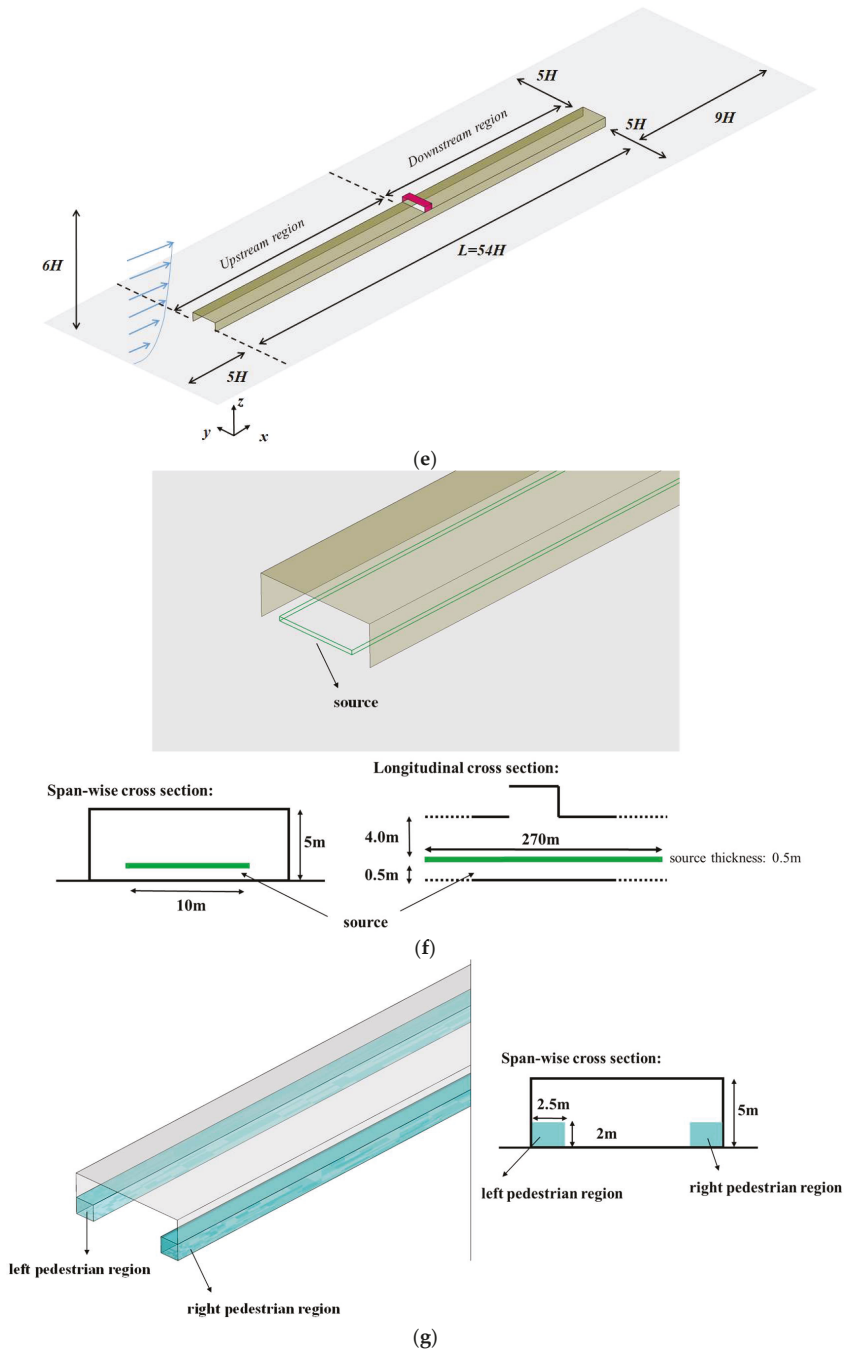 5H
9H
5H
Downstream region
Upstream region
L=54H
6H
5H
z
y
x
(e)
source
Longitudinal cross section:
Span-wise cross section:
5m
4.0m
270m
source thickness: 0.5m
0.5m
10m
source
(f)
Span-wise cross section:
2.5m
5m
2m
left pedestrian region
right pedestrian region
left pedestrian region
right pedestrian region
(g)